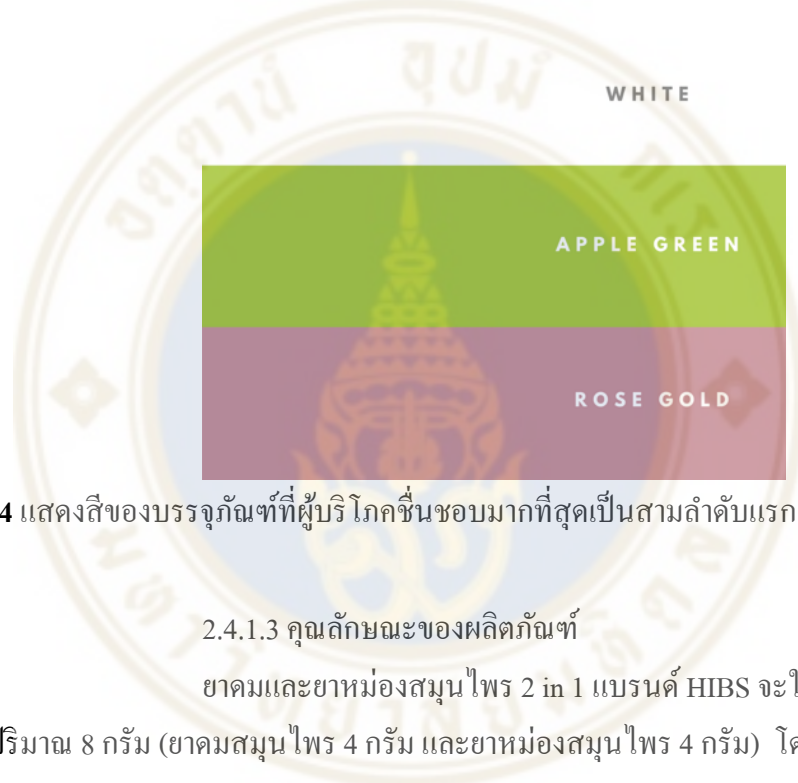 WHITE
APPLE GREEN
ROSE GOLD
4 แสดงสีของบรรจุภัณฑ์ที่ผู้บริโภคชื่นชอบมากที่สุดเป็นสามลำดับแรก
2.4.1.3 คุณลักษณะของผลิตภัณฑ์
ยาดมและยาหม่องสมุนไพร 2 in 1 แบรนด์ HIBS จะใ
ปริมาณ 8 กรัม (ยาดมสมุนไพร 4 กรัม และยาหม่องสมุนไพร 4 กรัม) โด